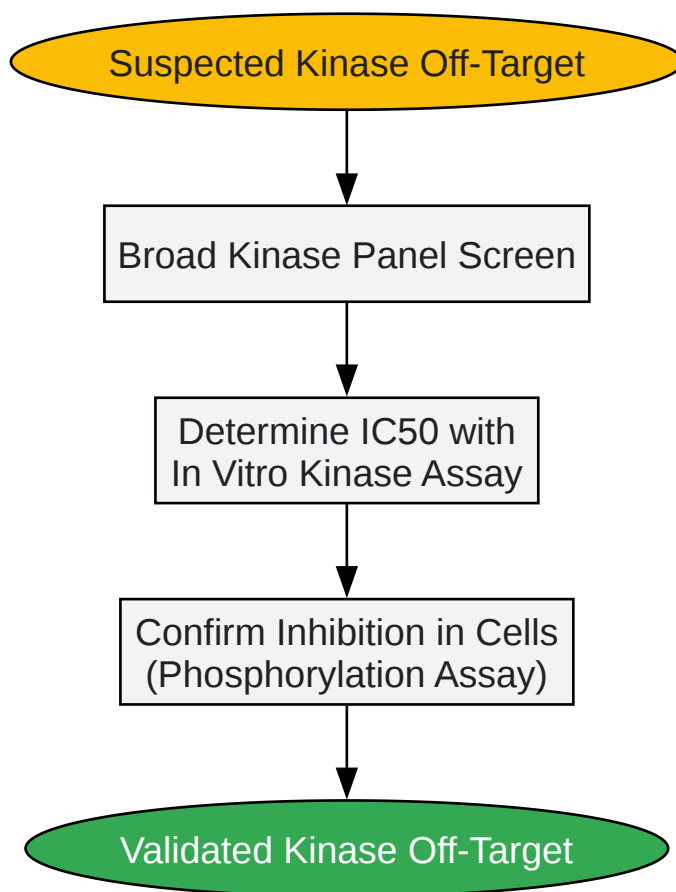 Suspected Kinase Off-Target
Broad Kinase Panel Screen
Determine IC50 with
In Vitro Kinase Assay
Confirm Inhibition in Cells
(Phosphorylation Assay)
Validated Kinase Off-Target